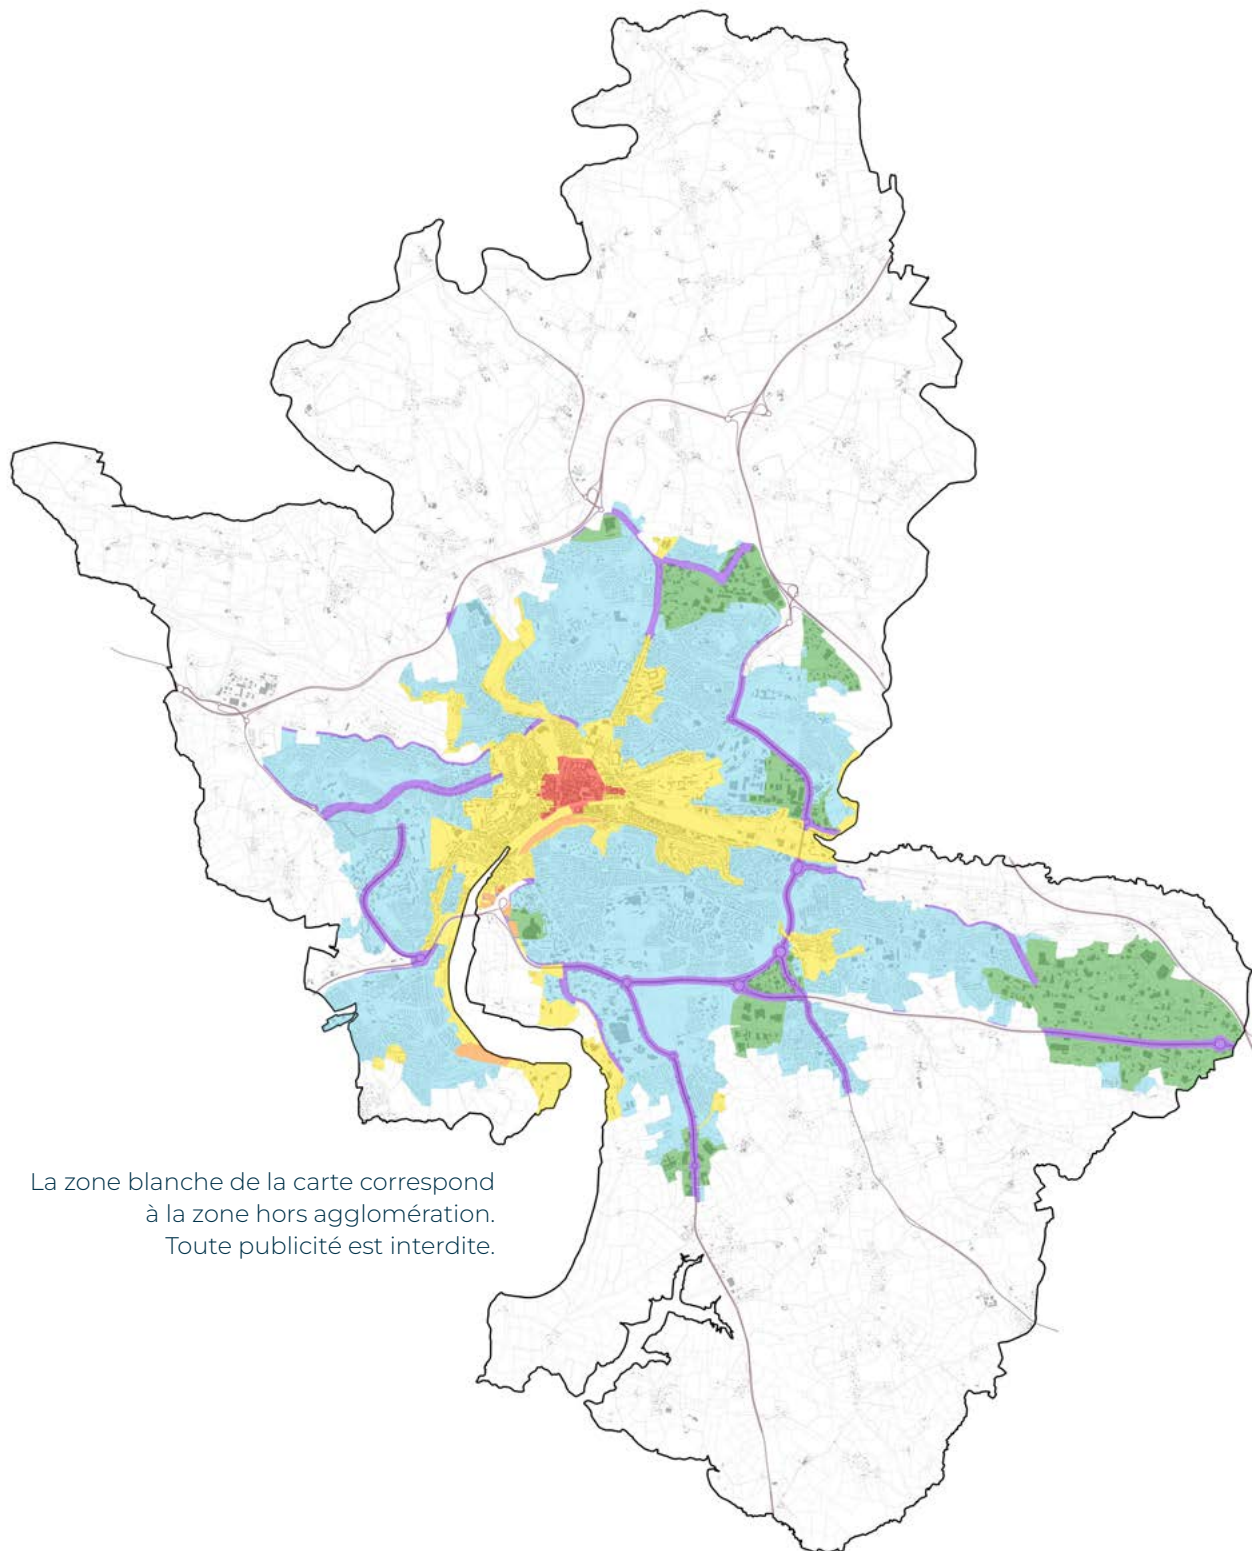 La zone blanche de la carte correspond
à la zone hors agglomération.
Toute publicité est interdite.